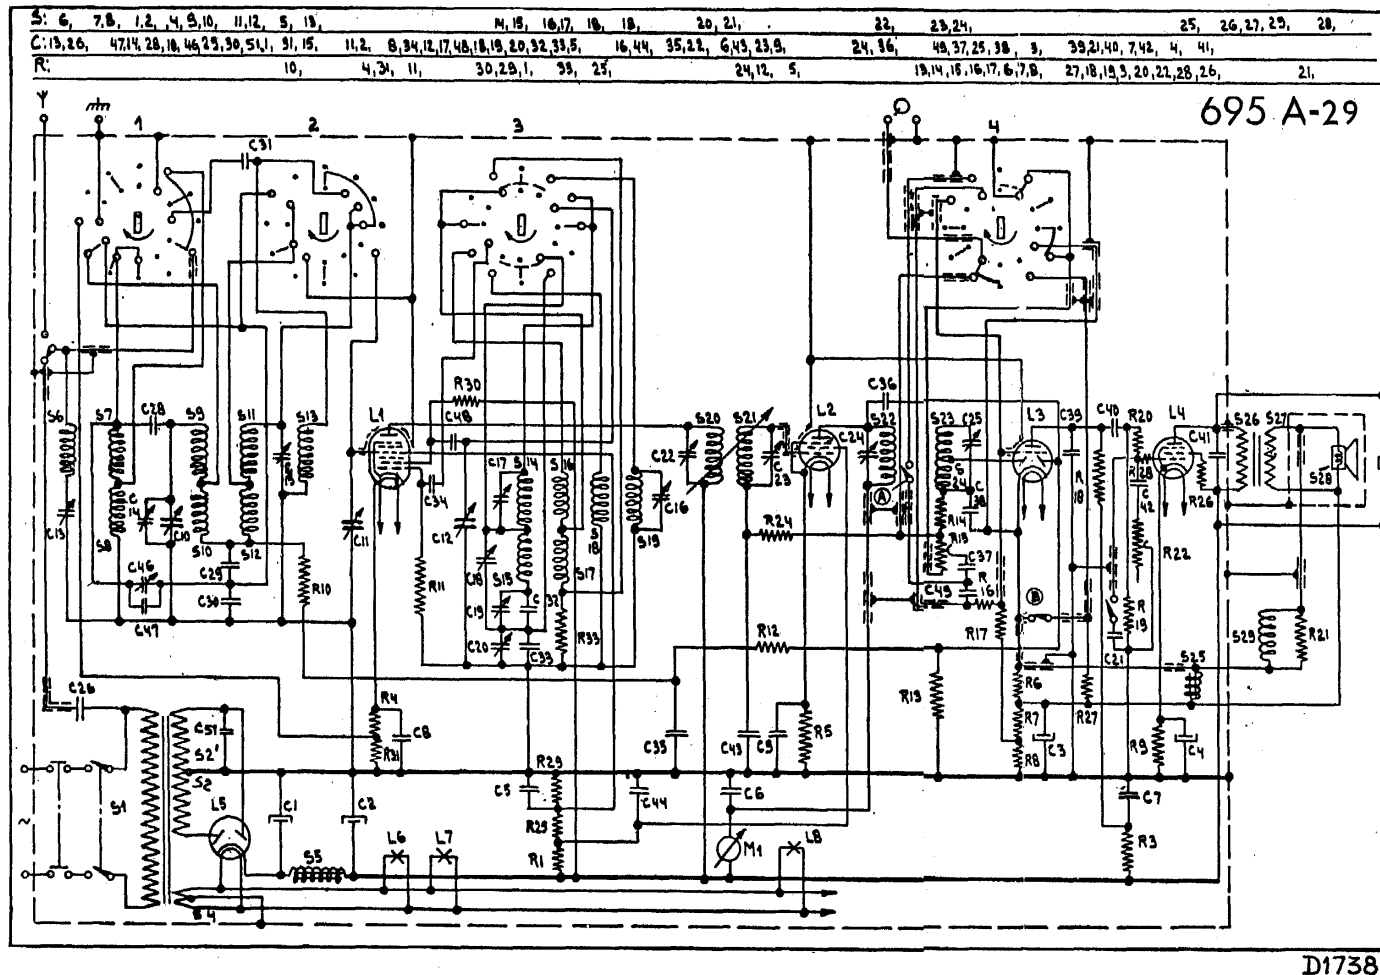 S: 6, 7,8, 1,2, 4, 9,10, 11,12, 5, 13, 14,15, 16,17, 18, 19, 20,21, 22, 23,24, 25, 26,27, 29, 28,
C: 13,26, 47,14, 28,10, 46,29,30,51,1, 31,15, 11,2, 8,34,12,17,48,18,19,20,32,33,5, 16,44, 35,22, 6,43,23,9, 24,36, 49,37,25,38, 3, 39,21,40, 7,42, 4, 41,
R: 10, 4,31, 11, 30,29,1, 33, 25, 24,12, 5, 13,14,15,16,17,6,7,8, 27,18,19,3,20,22,28,26, 21,
695 A-29
1 2 3 4
C31
R30
C36
S6 S7 C28 S9 S11 S13 L1 C48 S20 S21 L2 S22 S23 C25 L3 C39 C40 R20 L4 C41 S26 S27
C17 S14 S16 C22 C23 C24 A S24 C38 R18 R28 C42 R26 S28
C13 C14 C10 C11 C34 C12 C16 R14
S8 S10 S12 S18 S19 R24 R15 R22
C46 C29 R10 R11 C18 S15 S17 C37
C30 C19 C32 C49 R16 B R19
C47 C20 C33 R33 R12 R17 C21 S29 R21
S25
C26 R4 R13 R6
C51 C8 C35 C43 C9 R5 R7 R27 C3 R9 C4
S2' R31 R29 R8
S2
S1 L5 C1 C2 C5 C44 C6 C7
~ R25
S5 L6 L7 R1 M1 L8 R3
S4
D1738